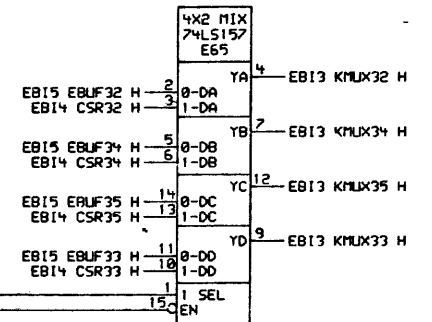 4X2 MIX
74LS157
E65
YA 4 EBI3 KMUX32 H
EBI5 EBUF32 H 2 0-DA
EBI4 CSR32 H 3 1-DA
YB 7 EBI3 KMUX34 H
EBI5 EBUF34 H 5 0-DB
EBI4 CSR34 H 6 1-DB
YC 12 EBI3 KMUX35 H
EBI5 EBUF35 H 14 0-DC
EBI4 CSR35 H 13 1-DC
YD 9 EBI3 KMUX33 H
EBI5 EBUF33 H 11 0-DD
EBI4 CSR33 H 10 1-DD
1 1 SEL
15 EN